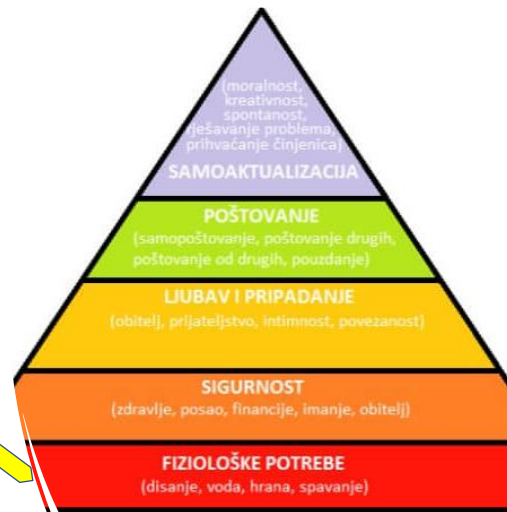 (moralnost,
kreativnost,
spontanost,
rješavanje problema,
prihvaćanje činjenica)
SAMOAKTUALIZACIJA
POŠTOVANJE
(samopoštovanje, poštovanje drugih,
poštovanje od drugih, pouzdanje)
LJUBAV I PRIPADANJE
(obitelj, prijateljstvo, intimnost, povezanost)
SIGURNOST
(zdravlje, posao, financije, imanje, obitelj)
FIZIOLOŠKE POTREBE
(disanje, voda, hrana, spavanje)